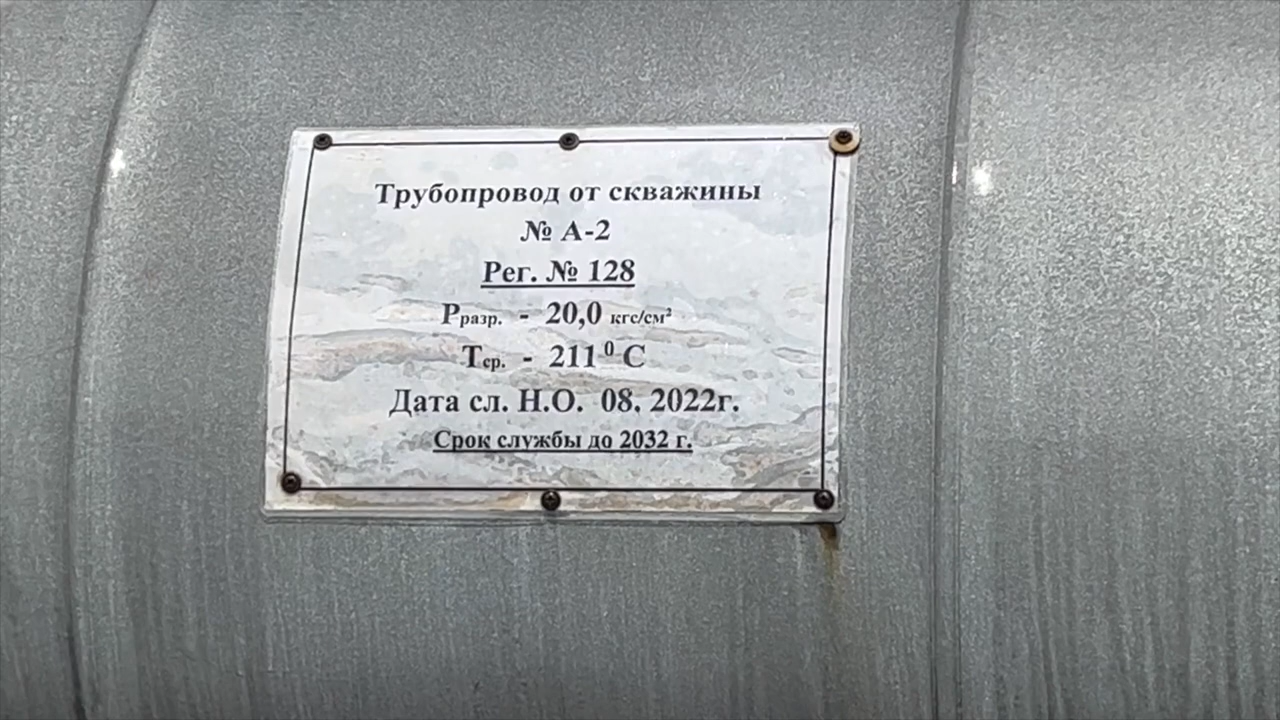 Трубопровод от скважины
№ А-2
Рег. № 128
Рразр. - 20,0 кгс/см²
Тср. - 211⁰ С
Дата сл. Н.О. 08. 2022г.
Срок службы до 2032 г.